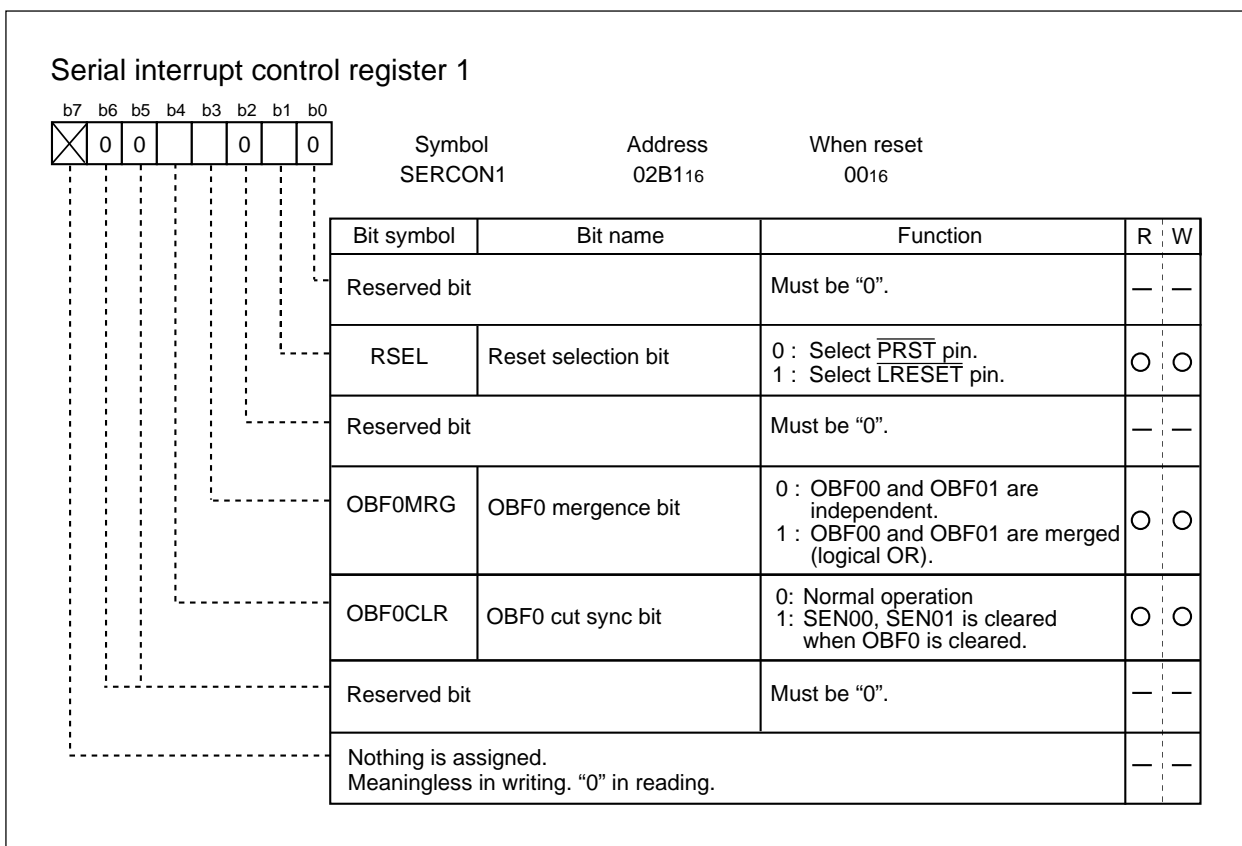 Serial interrupt control register 1
b7 b6 b5 b4 b3 b2 b1 b0
0 0 0 0
Symbol Address When reset
SERCON1 02B116 0016
Bit symbol Bit name Function R W
Reserved bit Must be “0”. — —
RSEL Reset selection bit 0 : Select PRST pin.
1 : Select LRESET pin.
Reserved bit Must be “0”. — —
OBF0MRG OBF0 mergence bit 0 : OBF00 and OBF01 are
independent.
1 : OBF00 and OBF01 are merged
(logical OR).
OBF0CLR OBF0 cut sync bit 0: Normal operation
1: SEN00, SEN01 is cleared
when OBF0 is cleared.
Reserved bit Must be “0”. — —
Nothing is assigned.
Meaningless in writing. “0” in reading. — —